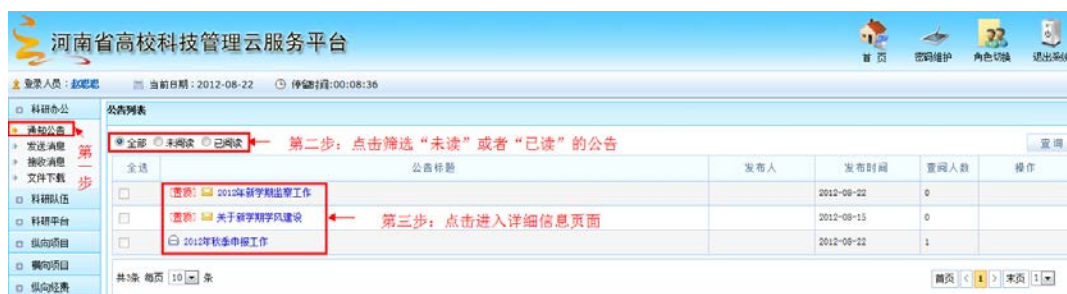 河南省高校科技管理云服务平台
首页 密码维护 角色切换 退出系统
登录人员：赵聪聪 当前日期：2012-08-22 停留时间:00:08:36
科研办公 公告列表
通知公告
发送消息
接收消息
文件下载
第一步
科研队伍
科研平台
纵向项目
横向项目
纵向经费
全部 未阅读 已阅读 第二步：点击筛选“未读”或者“已读”的公告 查询
全选 公告标题 发布人 发布时间 查阅人数 操作
[置顶] 2012年新学期监察工作 2012-08-22 0
[置顶] 关于新学期学风建设 2012-08-15 0
第三步：点击进入详细信息页面
2012年秋季申报工作 2012-08-22 1
共3条 每页 10 条 首页 < 1 > 末页 1